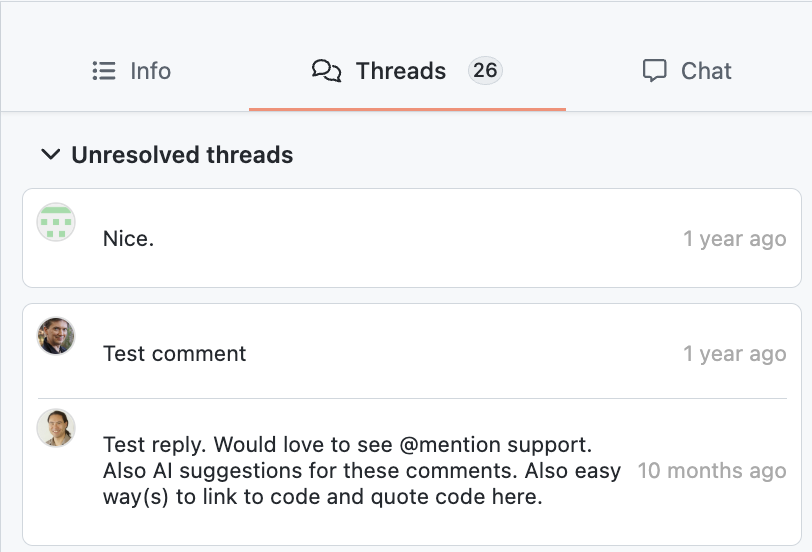 Info
Threads 26
Chat
Unresolved threads
Nice.
1 year ago
Test comment
1 year ago
Test reply. Would love to see @mention support.
Also AI suggestions for these comments. Also easy
way(s) to link to code and quote code here.
10 months ago